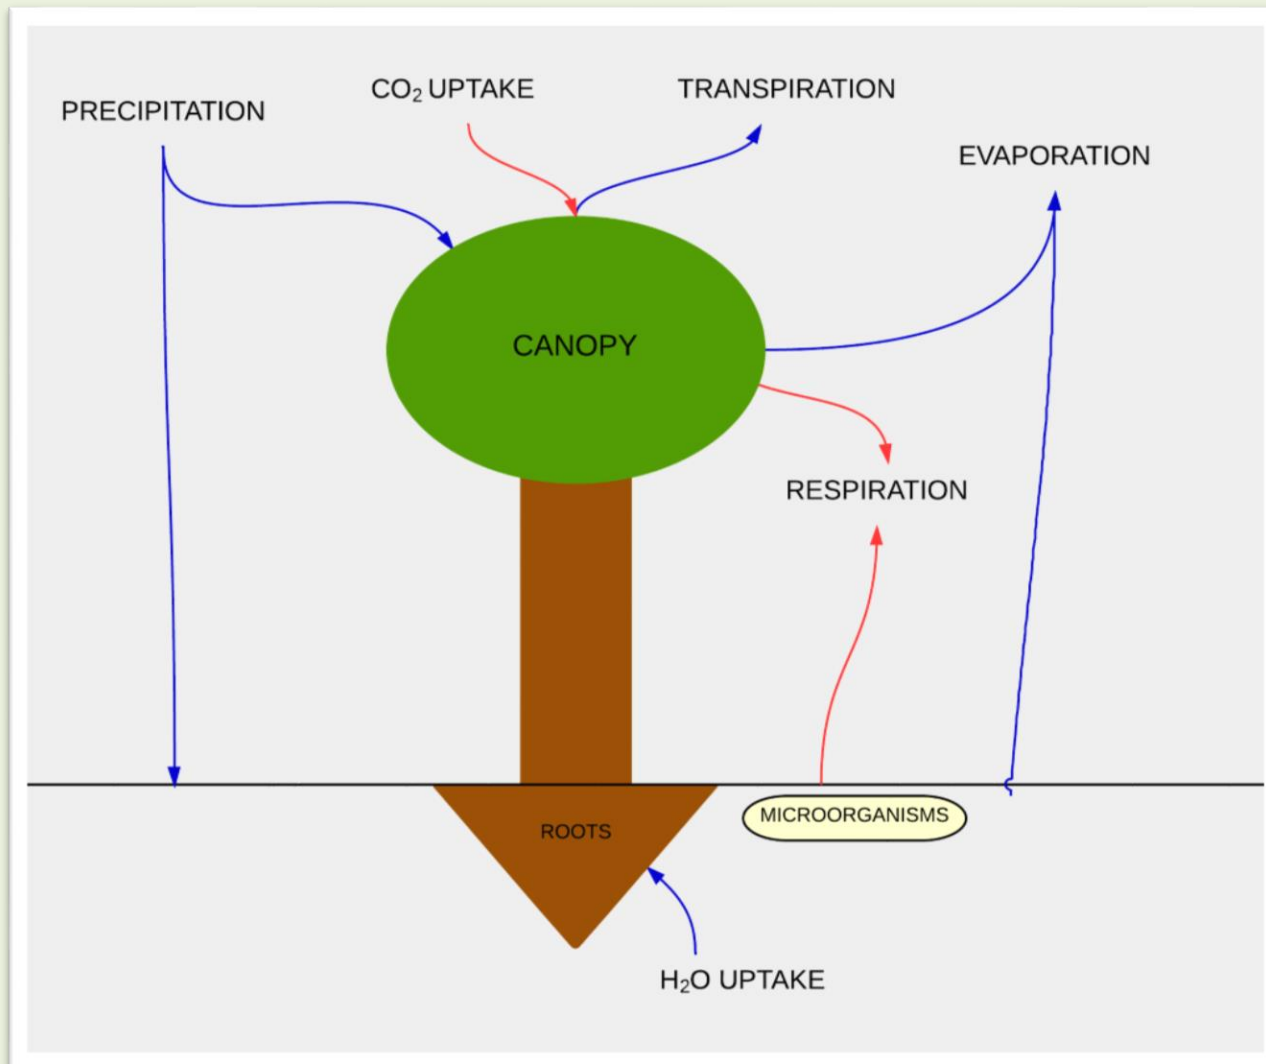 PRECIPITATION
CO₂ UPTAKE
TRANSPIRATION
EVAPORATION
CANOPY
RESPIRATION
ROOTS
MICROORGANISMS
H₂O UPTAKE